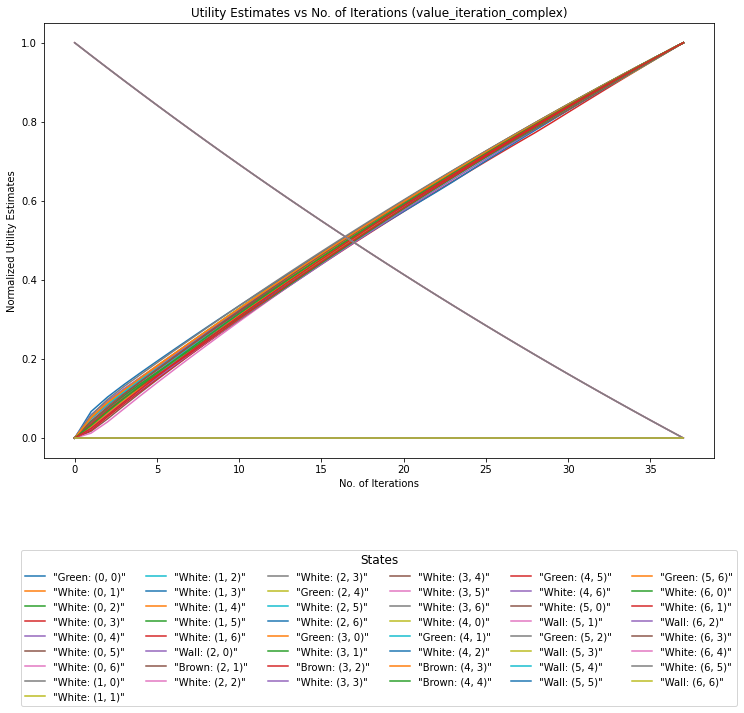 Utility Estimates vs No. of Iterations (value_iteration_complex)
1.0
0.8
0.6
0.4
0.2
0.0
Normalized Utility Estimates
0 5 10 15 20 25 30 35
No. of Iterations
States
"Green: (0, 0)" "White: (1, 2)" "White: (2, 3)" "White: (3, 4)" "Green: (4, 5)" "Green: (5, 6)"
"White: (0, 1)" "White: (1, 3)" "Green: (2, 4)" "White: (3, 5)" "White: (4, 6)" "White: (6, 0)"
"White: (0, 2)" "White: (1, 4)" "White: (2, 5)" "White: (3, 6)" "White: (5, 0)" "White: (6, 1)"
"White: (0, 3)" "White: (1, 5)" "White: (2, 6)" "White: (4, 0)" "Wall: (5, 1)" "Wall: (6, 2)"
"White: (0, 4)" "White: (1, 6)" "Green: (3, 0)" "Green: (4, 1)" "Green: (5, 2)" "White: (6, 3)"
"White: (0, 5)" "Wall: (2, 0)" "White: (3, 1)" "White: (4, 2)" "Wall: (5, 3)" "White: (6, 4)"
"White: (0, 6)" "Brown: (2, 1)" "Brown: (3, 2)" "Brown: (4, 3)" "Wall: (5, 4)" "White: (6, 5)"
"White: (1, 0)" "White: (2, 2)" "White: (3, 3)" "Brown: (4, 4)" "Wall: (5, 5)" "Wall: (6, 6)"
"White: (1, 1)"